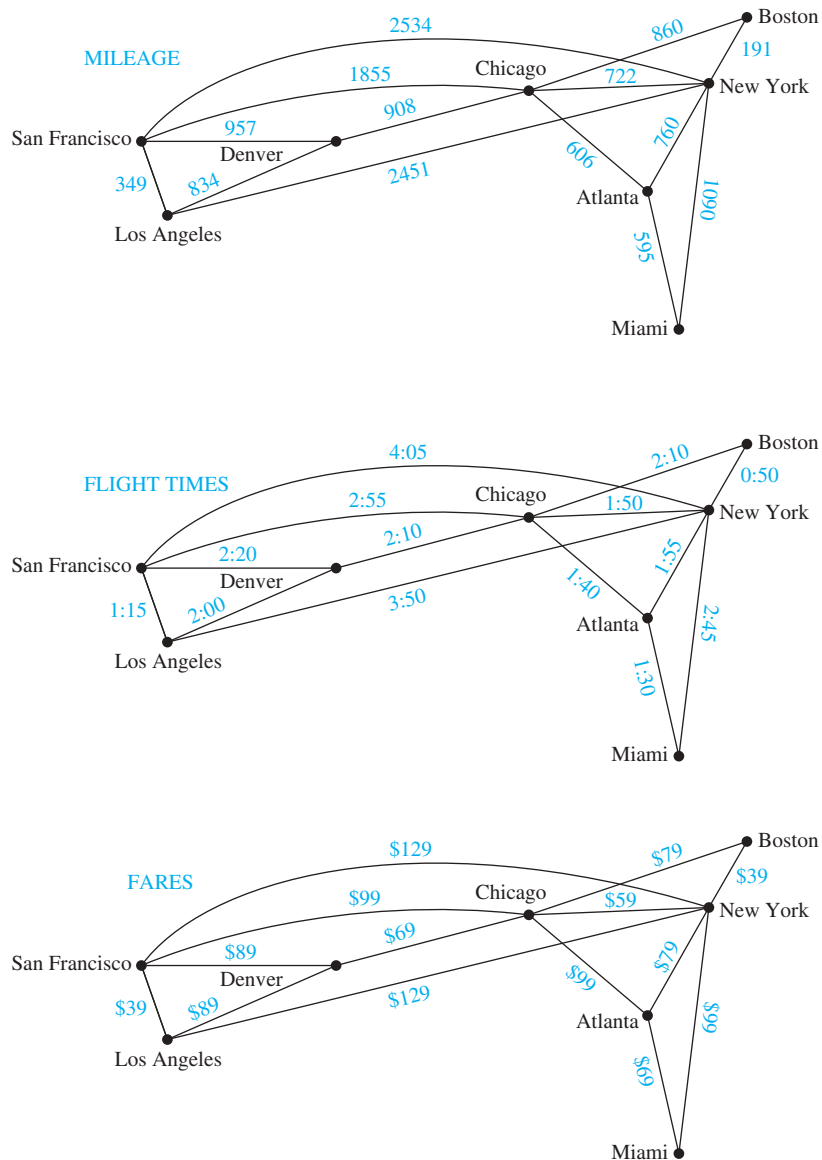 Boston
2534
860
MILEAGE
191
1855
Chicago
722
New York
908
San Francisco
957
Denver
760
606
349
834
2451
Atlanta
1090
Los Angeles
595
Miami
Boston
4:05
2:10
FLIGHT TIMES
0:50
2:55
Chicago
1:50
New York
2:10
San Francisco
2:20
Denver
1:55
1:40
1:15
2:00
3:50
Atlanta
2:45
Los Angeles
1:30
Miami
Boston
$129
$79
FARES
$39
$99
Chicago
$59
New York
$69
San Francisco
$89
Denver
$79
$99
$39
$89
$129
Atlanta
$99
Los Angeles
$69
Miami